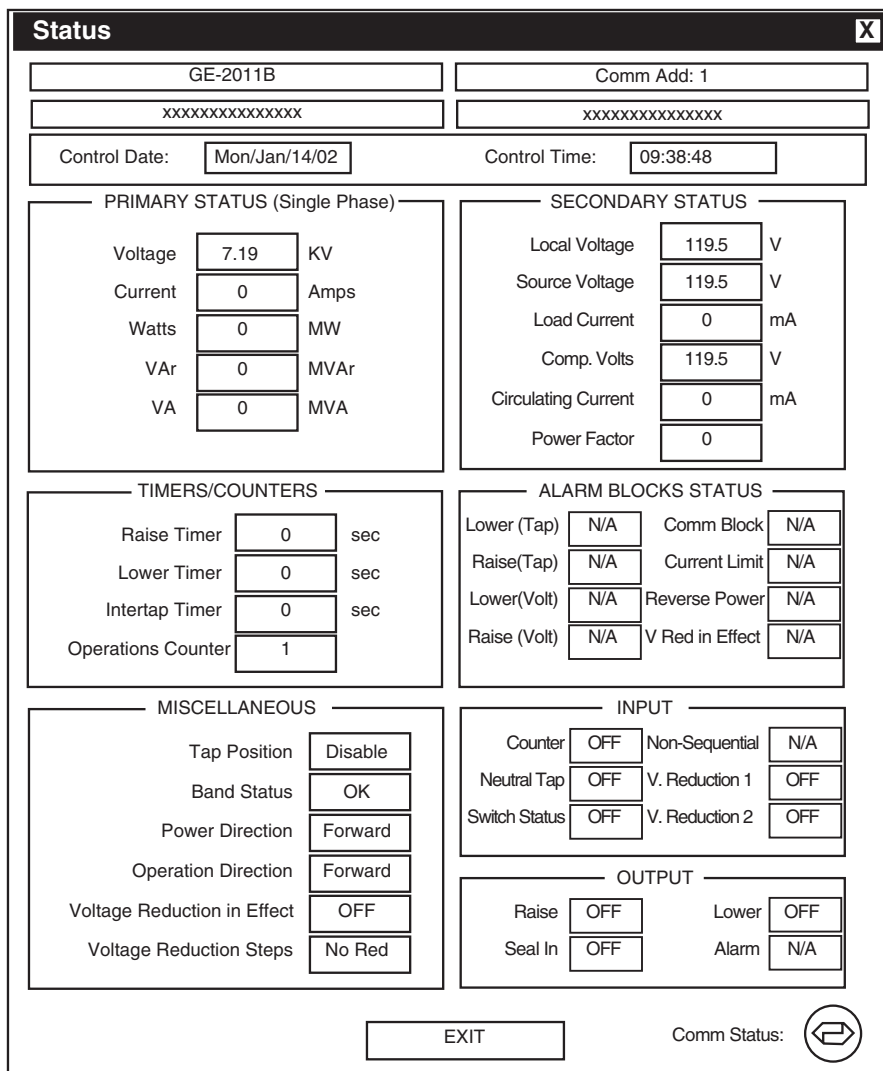 Status X
GE-2011B Comm Add: 1
xxxxxxxxxxxxxxx xxxxxxxxxxxxxxx
Control Date: Mon/Jan/14/02 Control Time: 09:38:48
PRIMARY STATUS (Single Phase)
Voltage 7.19 KV
Current 0 Amps
Watts 0 MW
VAr 0 MVAr
VA 0 MVA
SECONDARY STATUS
Local Voltage 119.5 V
Source Voltage 119.5 V
Load Current 0 mA
Comp. Volts 119.5 V
Circulating Current 0 mA
Power Factor 0
TIMERS/COUNTERS
Raise Timer 0 sec
Lower Timer 0 sec
Intertap Timer 0 sec
Operations Counter 1
ALARM BLOCKS STATUS
Lower (Tap) N/A Comm Block N/A
Raise(Tap) N/A Current Limit N/A
Lower(Volt) N/A Reverse Power N/A
Raise (Volt) N/A V Red in Effect N/A
MISCELLANEOUS
Tap Position Disable
Band Status OK
Power Direction Forward
Operation Direction Forward
Voltage Reduction in Effect OFF
Voltage Reduction Steps No Red
INPUT
Counter OFF Non-Sequential N/A
Neutral Tap OFF V. Reduction 1 OFF
Switch Status OFF V. Reduction 2 OFF
OUTPUT
Raise OFF Lower OFF
Seal In OFF Alarm N/A
EXIT Comm Status: